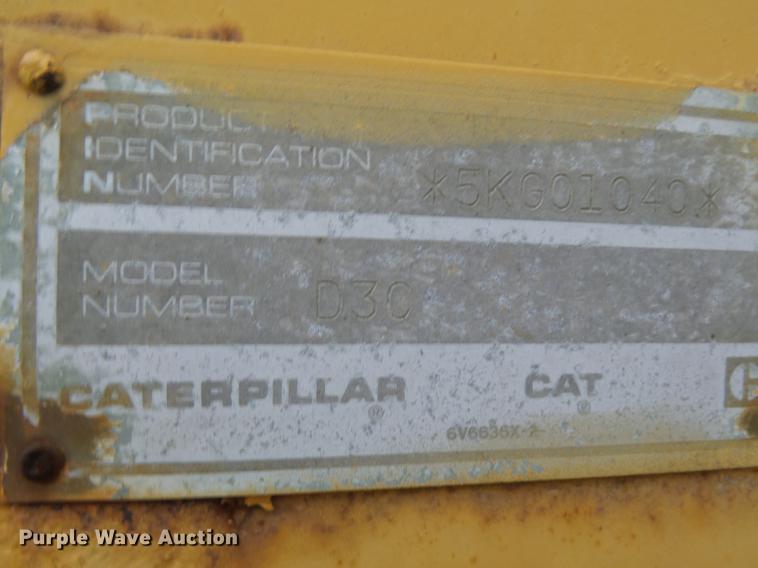 PRODUCT
IDENTIFICATION
NUMBER *5KG01040*
MODEL
NUMBER D3C
CATERPILLAR ® CAT ®
6V6636X-2
Purple Wave Auction